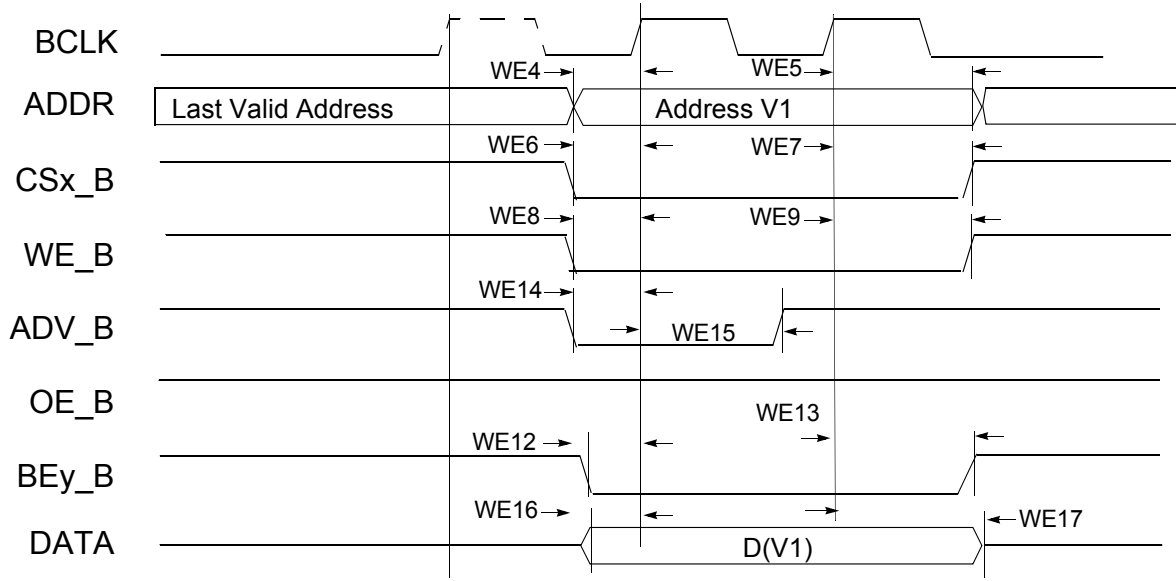 BCLK
WE4
WE5
ADDR
Last Valid Address
Address V1
WE6
WE7
CSx_B
WE8
WE9
WE_B
WE14
ADV_B
WE15
OE_B
WE13
WE12
BEy_B
WE16
WE17
DATA
D(V1)